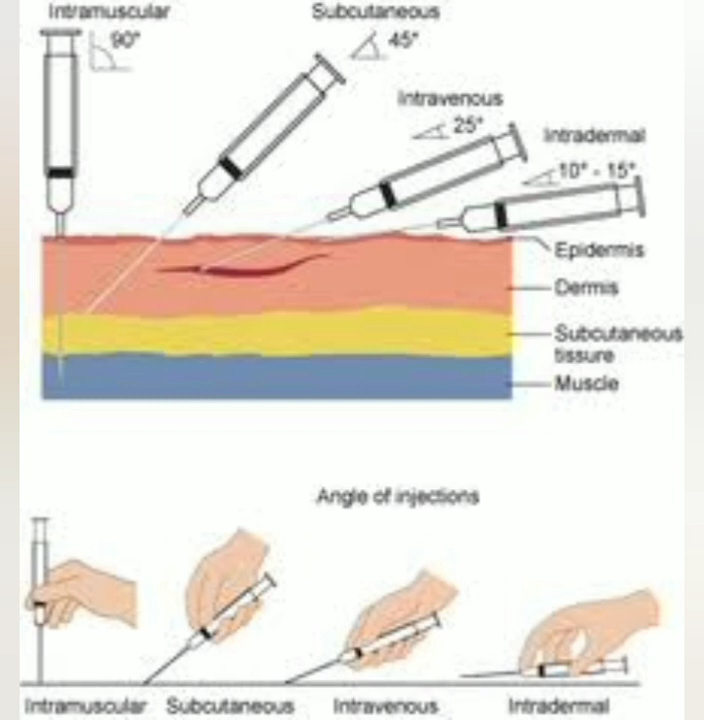 Intramuscular
90°
Subcutaneous
45°
Intravenous
25°
Intradermal
10° - 15°
Epidermis
Dermis
Subcutaneous
tissure
Muscle
Angle of injections
Intramuscular
Subcutaneous
Intravenous
Intradermal